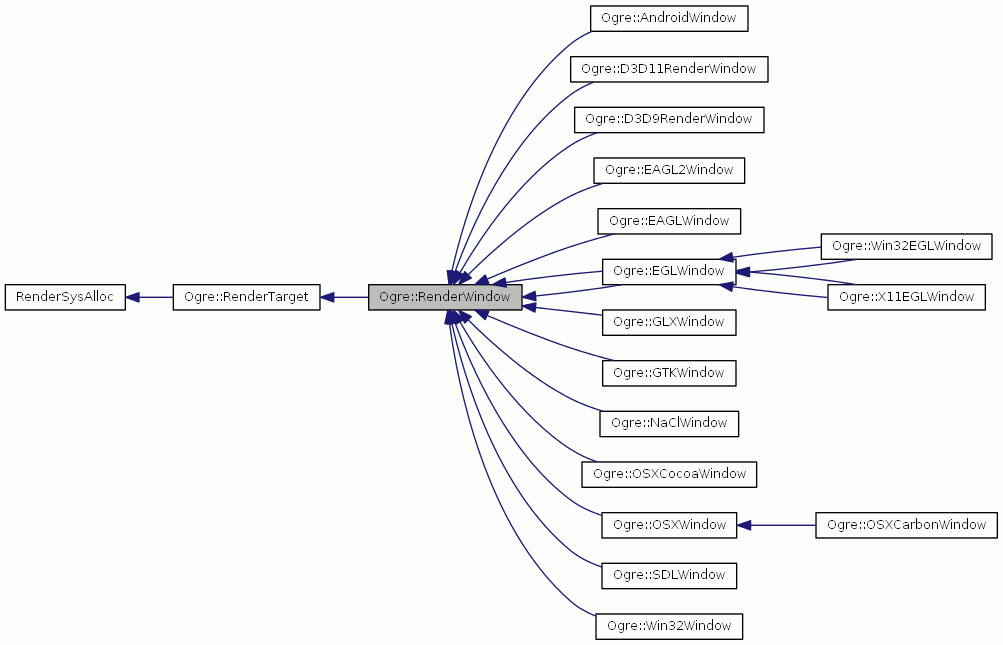 Ogre::AndroidWindow
Ogre::D3D11RenderWindow
Ogre::D3D9RenderWindow
Ogre::EAGL2Window
Ogre::EAGLWindow
Ogre::Win32EGLWindow
Ogre::EGLWindow
RenderSysAlloc
Ogre::RenderTarget
Ogre::RenderWindow
Ogre::X11EGLWindow
Ogre::GLXWindow
Ogre::GTKWindow
Ogre::NaClWindow
Ogre::OSXCocoaWindow
Ogre::OSXWindow
Ogre::OSXCarbonWindow
Ogre::SDLWindow
Ogre::Win32Window